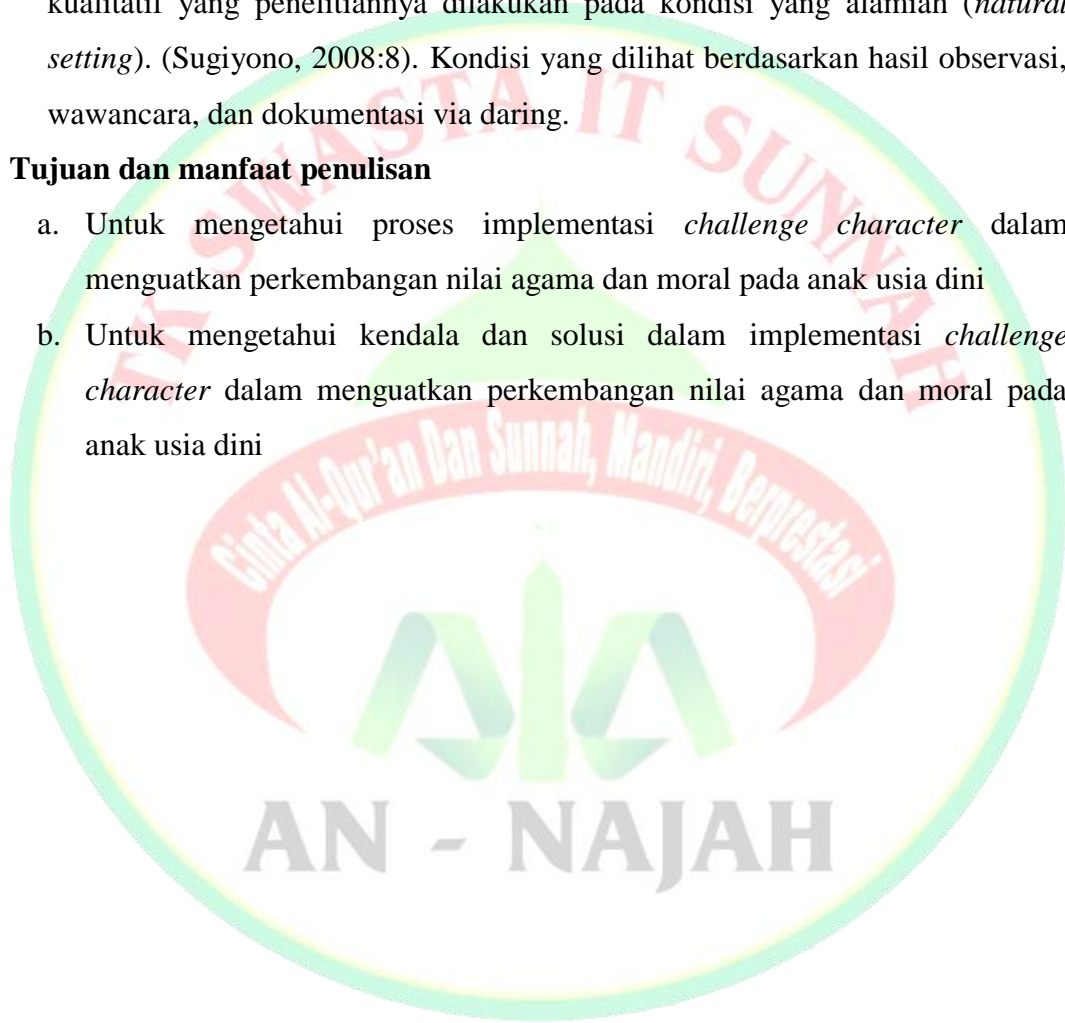 kualitatif yang penelitiannya dilakukan pada kondisi yang alamiah (natural
setting). (Sugiyono, 2008:8). Kondisi yang dilihat berdasarkan hasil observasi,
wawancara, dan dokumentasi via daring.
Tujuan dan manfaat penulisan
a. Untuk mengetahui proses implementasi challenge character dalam
menguatkan perkembangan nilai agama dan moral pada anak usia dini
b. Untuk mengetahui kendala dan solusi dalam implementasi challenge
character dalam menguatkan perkembangan nilai agama dan moral pada
anak usia dini
TK SWASTA IT SUNNAH
Cinta Al-Qur'an Dan Sunnah, Mandiri, Berprestasi
AN - NAJAH